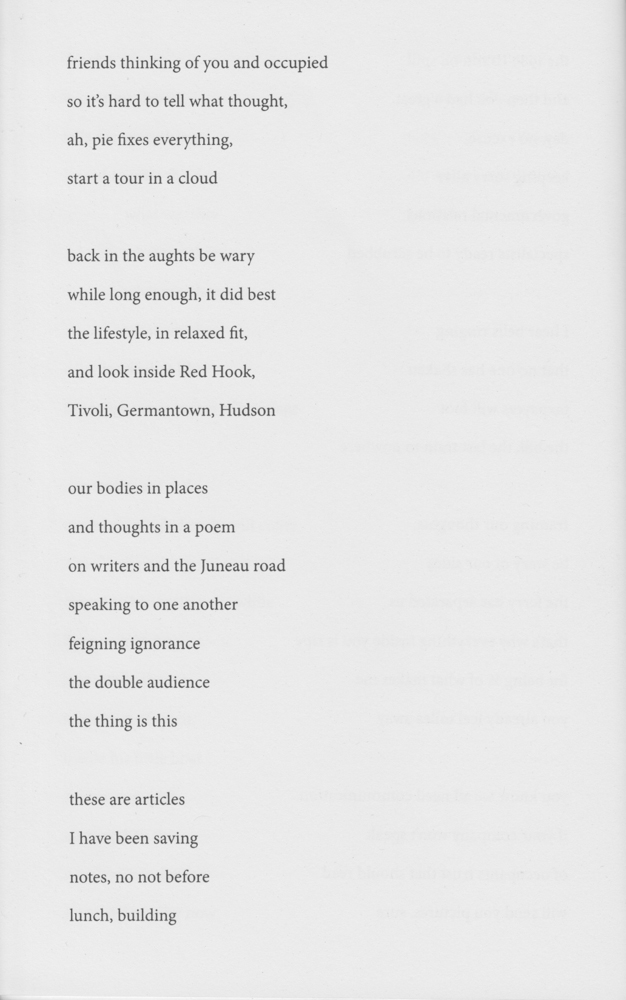 friends thinking of you and occupied
so it's hard to tell what thought,
ah, pie fixes everything,
start a tour in a cloud

back in the aughts be wary
while long enough, it did best
the lifestyle, in relaxed fit,
and look inside Red Hook,
Tivoli, Germantown, Hudson

our bodies in places
and thoughts in a poem
on writers and the Juneau road
speaking to one another
feigning ignorance
the double audience
the thing is this

these are articles
I have been saving
notes, no not before
lunch, building